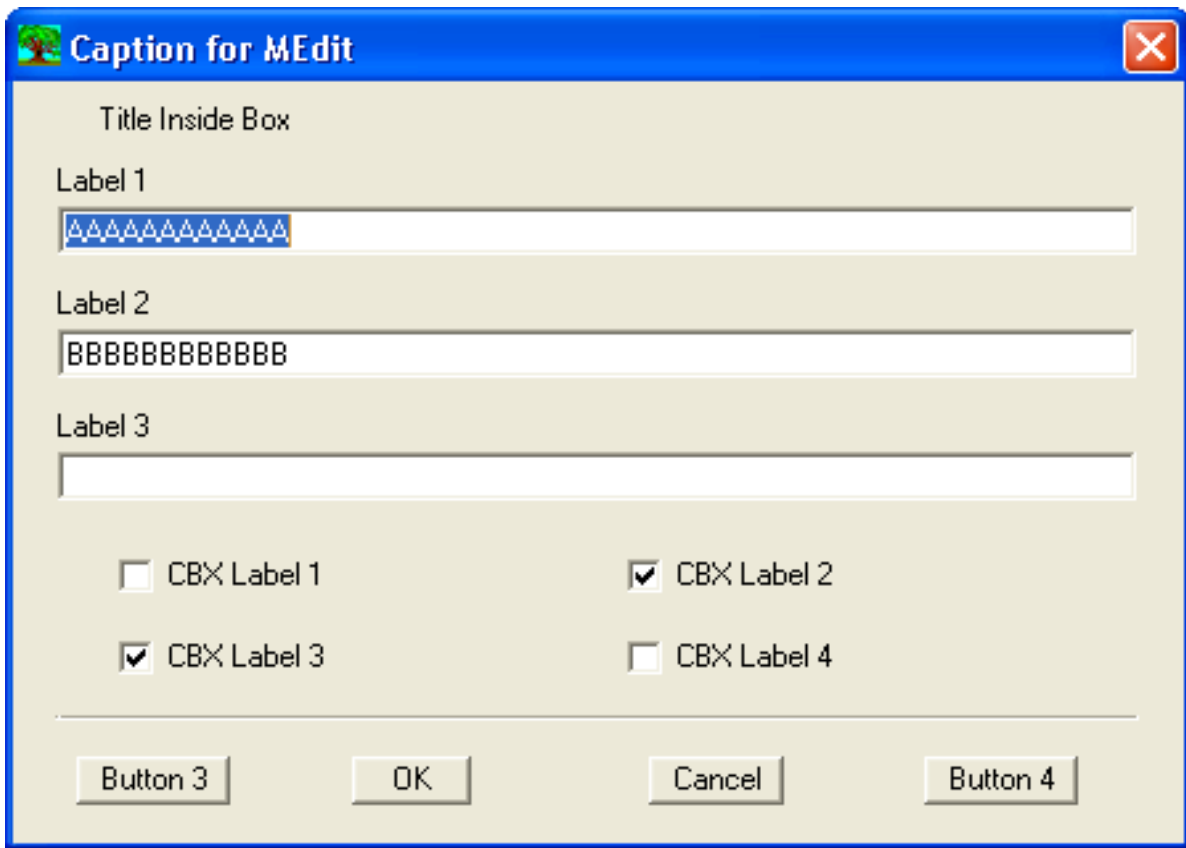 Caption for MEdit
Title Inside Box
Label 1
AAAAAAAAAAAA
Label 2
BBBBBBBBBBBB
Label 3
CBX Label 1 CBX Label 2
CBX Label 3 CBX Label 4
Button 3 OK Cancel Button 4